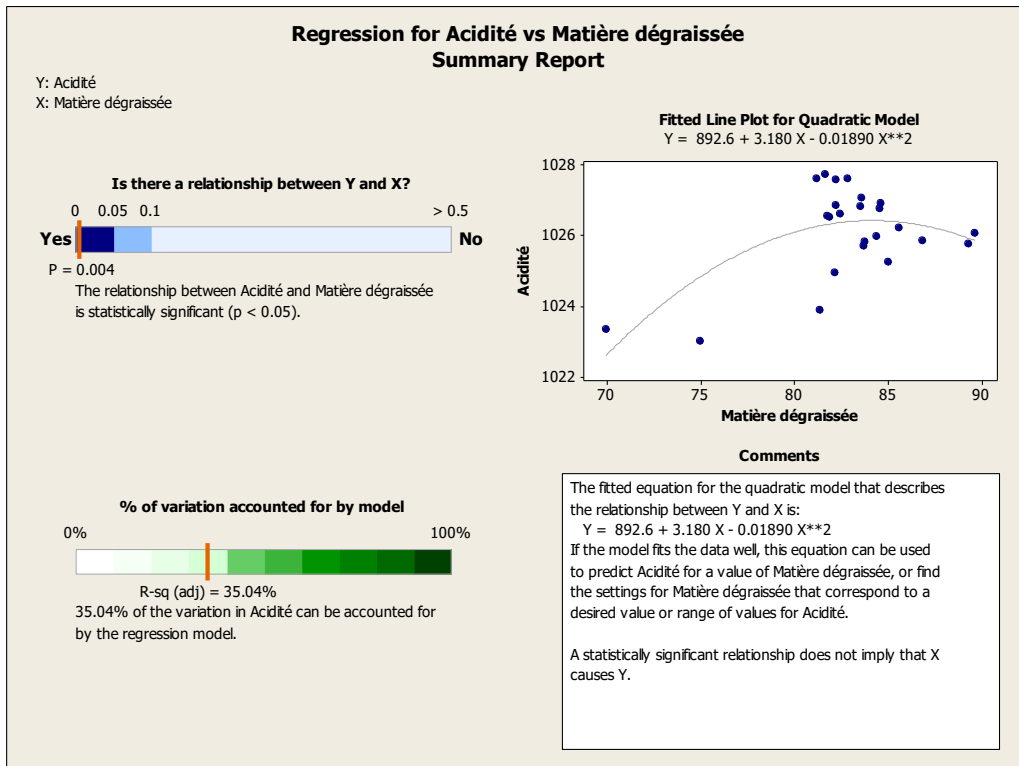 Regression for Acidité vs Matière dégraissée
Summary Report
Y: Acidité
X: Matière dégraissée
Is there a relationship between Y and X?
0 0.05 0.1 > 0.5
Yes No
P = 0.004
The relationship between Acidité and Matière dégraissée
is statistically significant (p < 0.05).
Fitted Line Plot for Quadratic Model
Y = 892.6 + 3.180 X - 0.01890 X**2
1028
1026
1024
1022
Acidité
70 75 80 85 90
Matière dégraissée
% of variation accounted for by model
0% 100%
R-sq (adj) = 35.04%
35.04% of the variation in Acidité can be accounted for
by the regression model.
Comments
The fitted equation for the quadratic model that describes
the relationship between Y and X is:
Y = 892.6 + 3.180 X - 0.01890 X**2
If the model fits the data well, this equation can be used
to predict Acidité for a value of Matière dégraissée, or find
the settings for Matière dégraissée that correspond to a
desired value or range of values for Acidité.
A statistically significant relationship does not imply that X
causes Y.